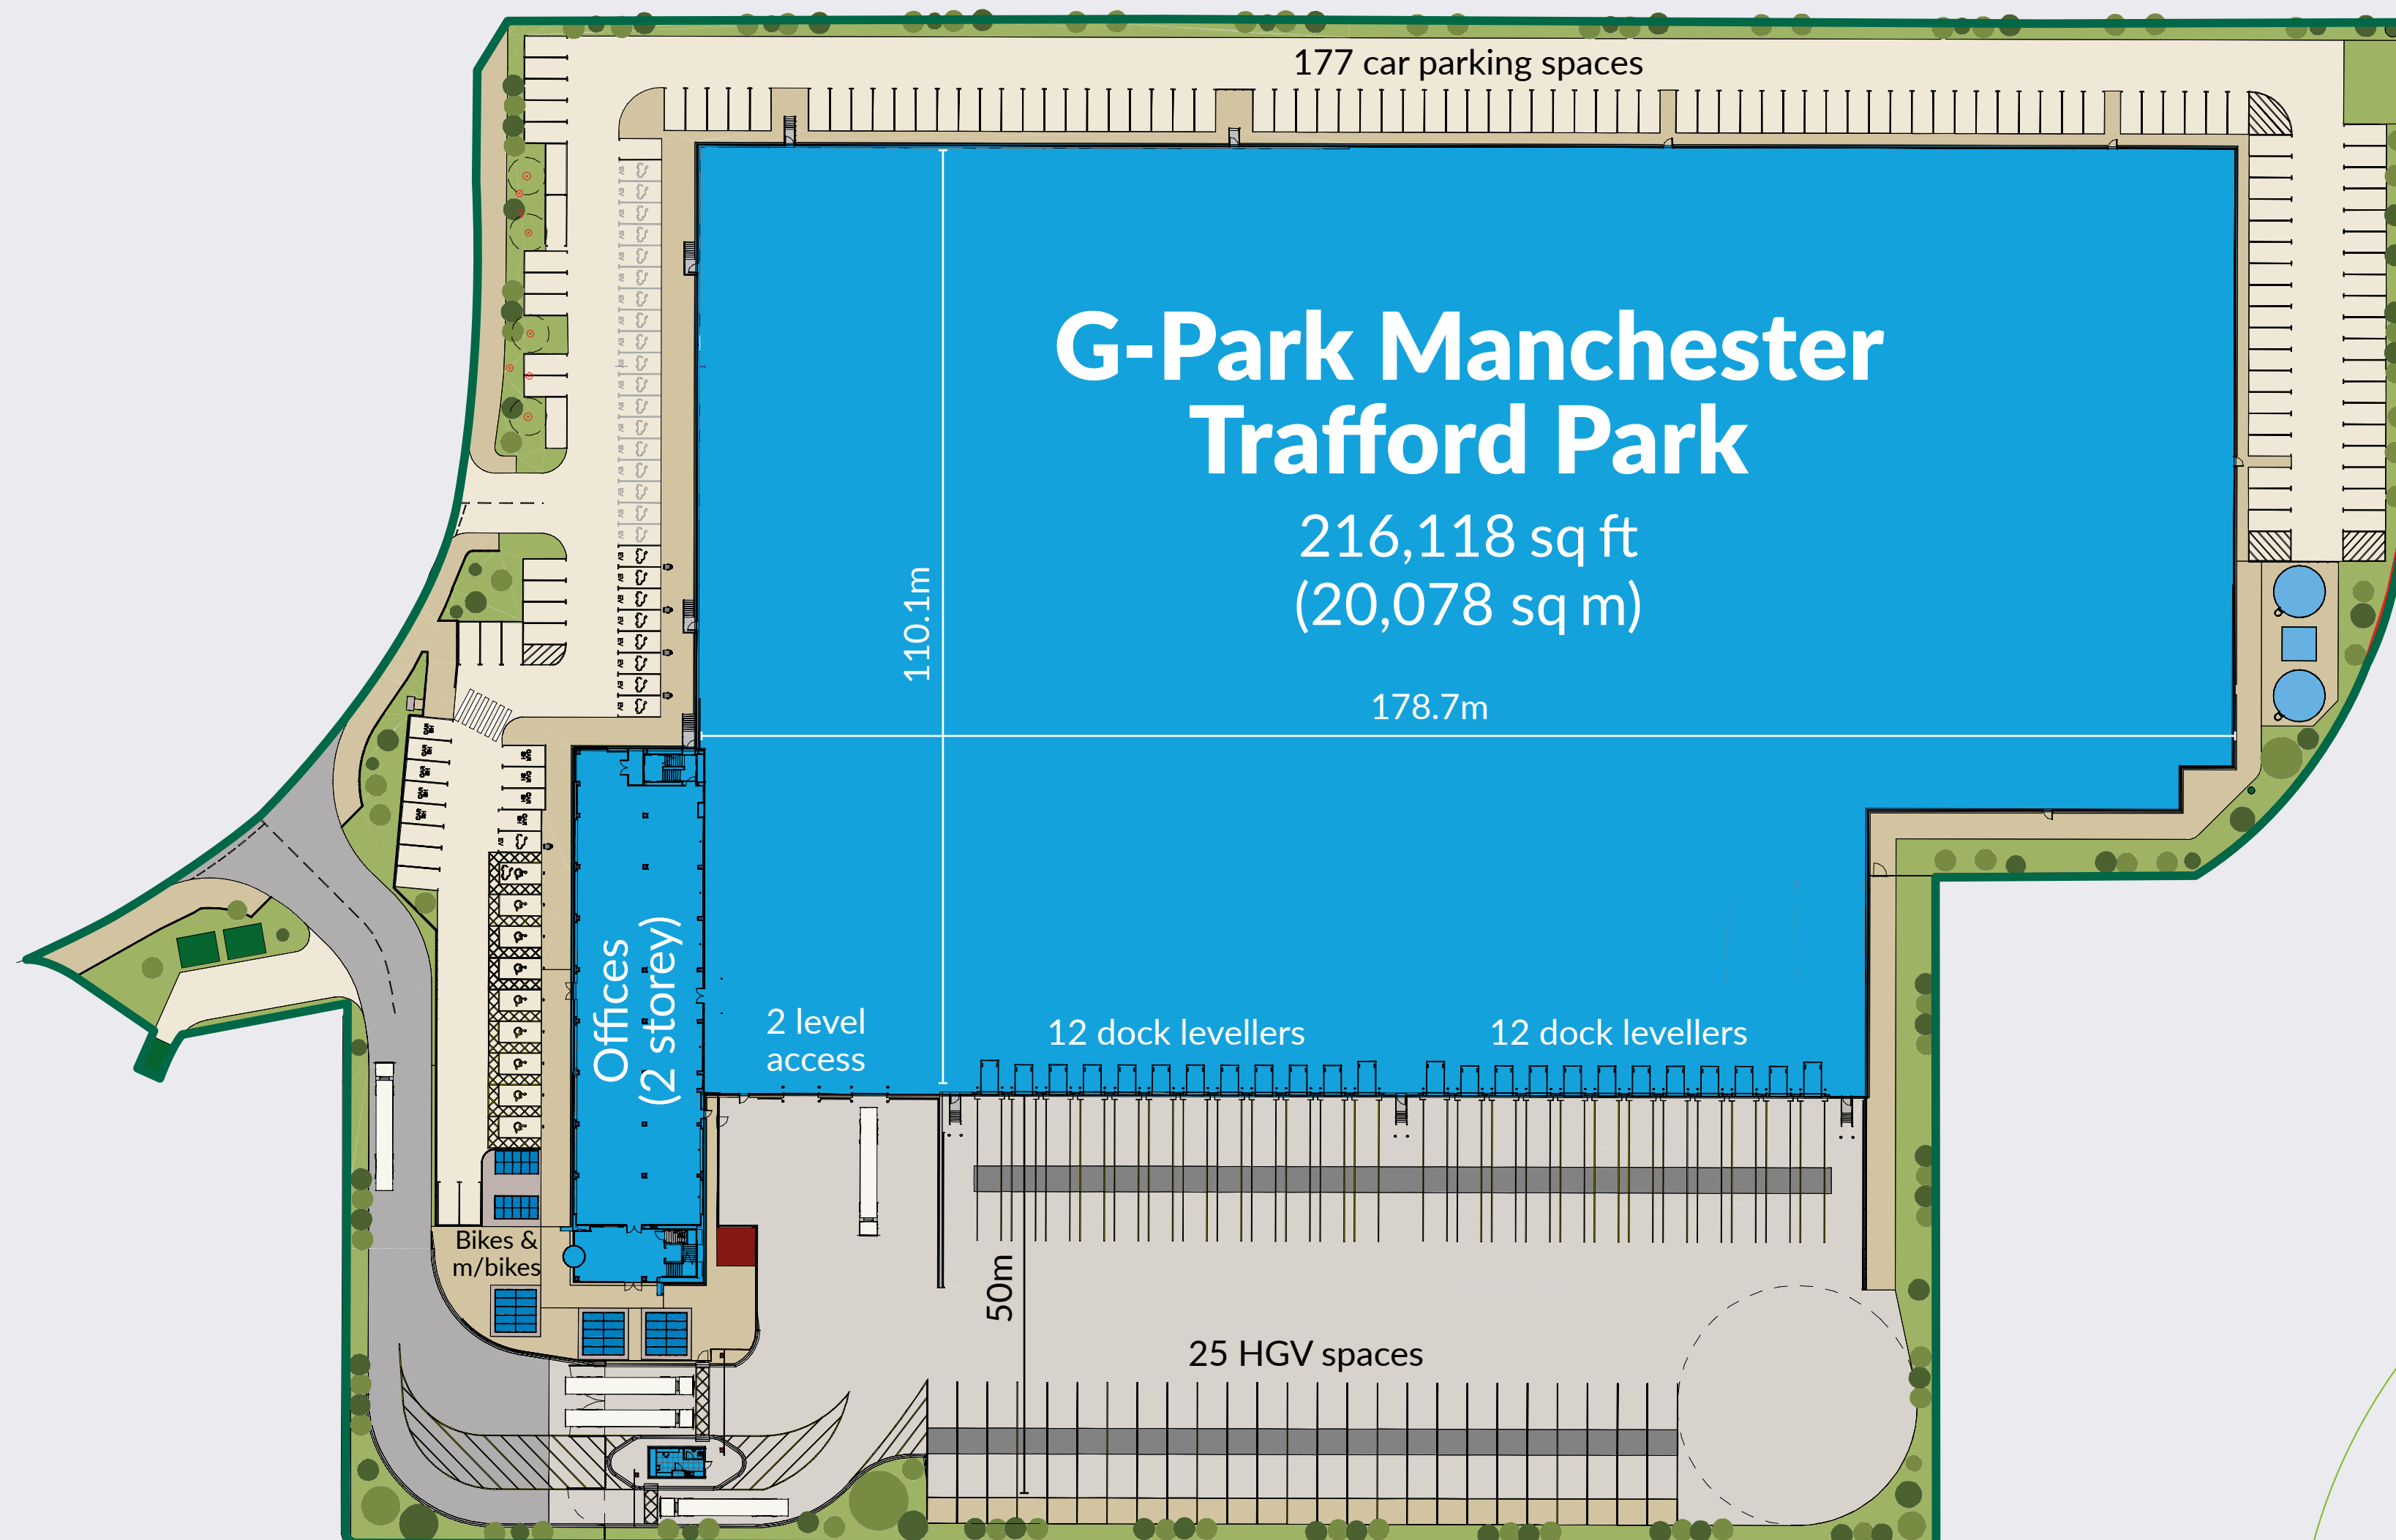 177 car parking spaces
G-Park Manchester
Trafford Park
216,118 sq ft
(20,078 sq m)
110.1m
178.7m
Offices
(2 storey)
2 level
access
12 dock levellers
12 dock levellers
Bikes &
m/bikes
50m
25 HGV spaces